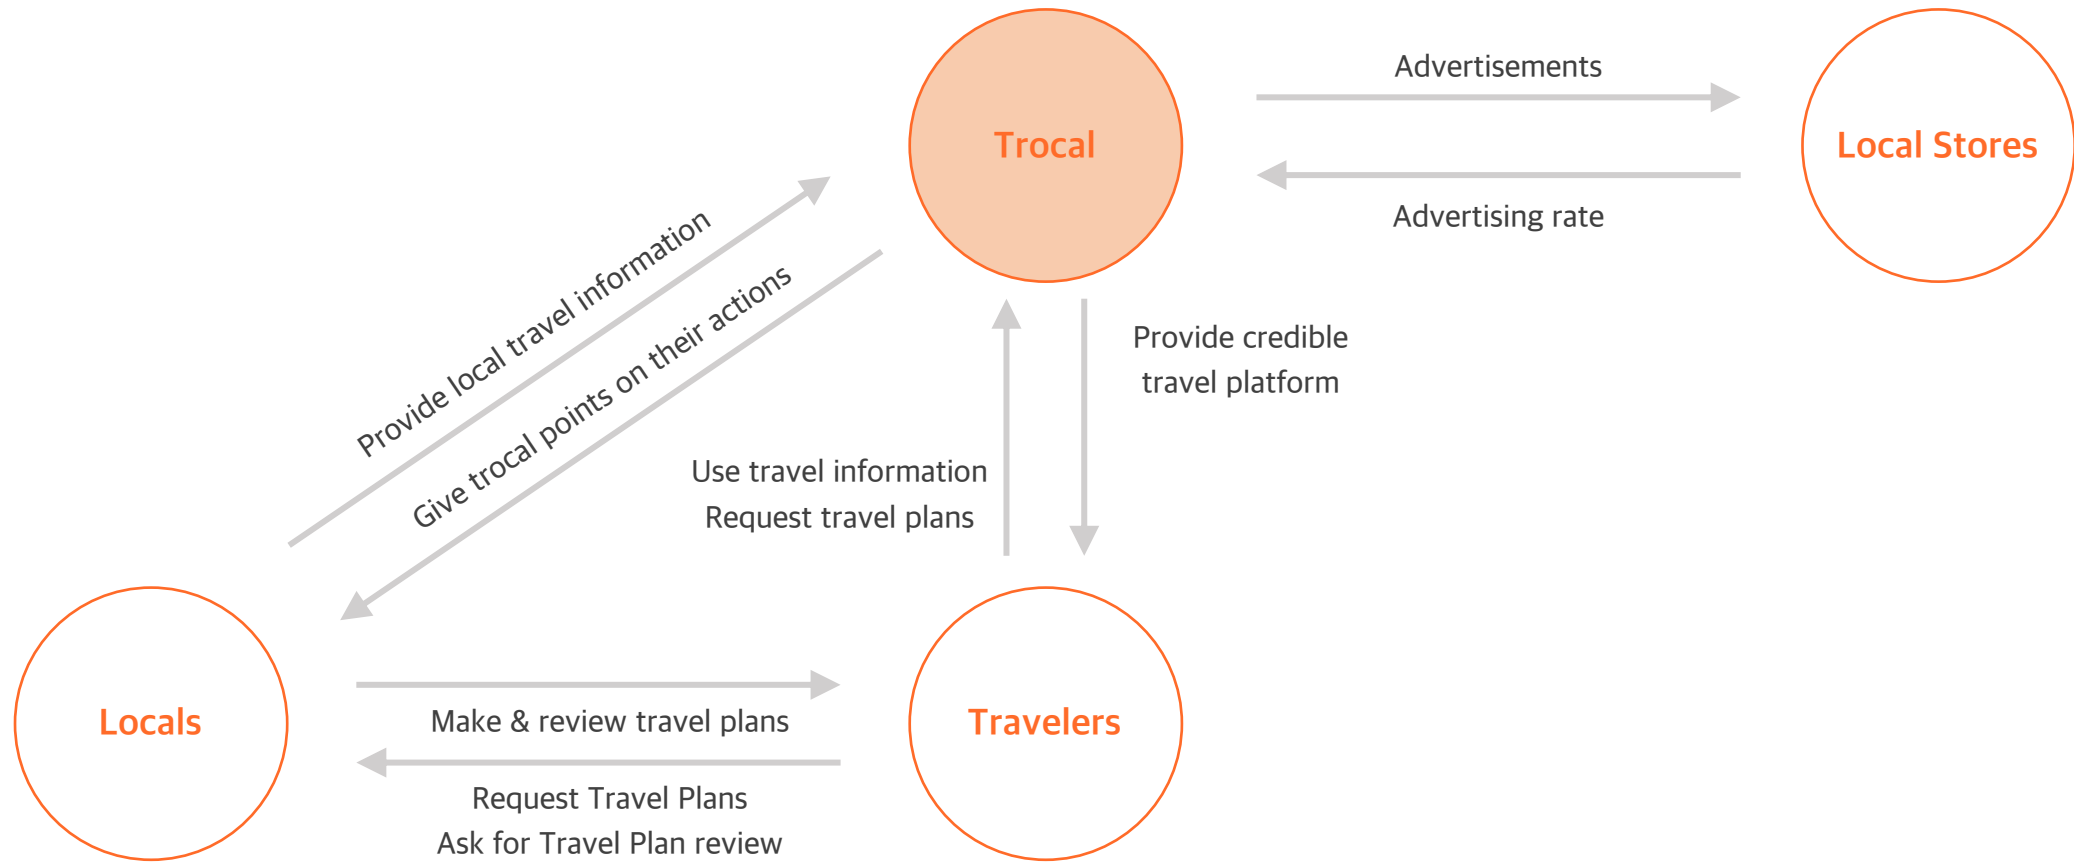 Trocal
Advertisements
Local Stores
Advertising rate
Provide local travel information
Give trocal points on their actions
Provide credible
travel platform
Use travel information
Request travel plans
Locals
Make & review travel plans
Travelers
Request Travel Plans
Ask for Travel Plan review